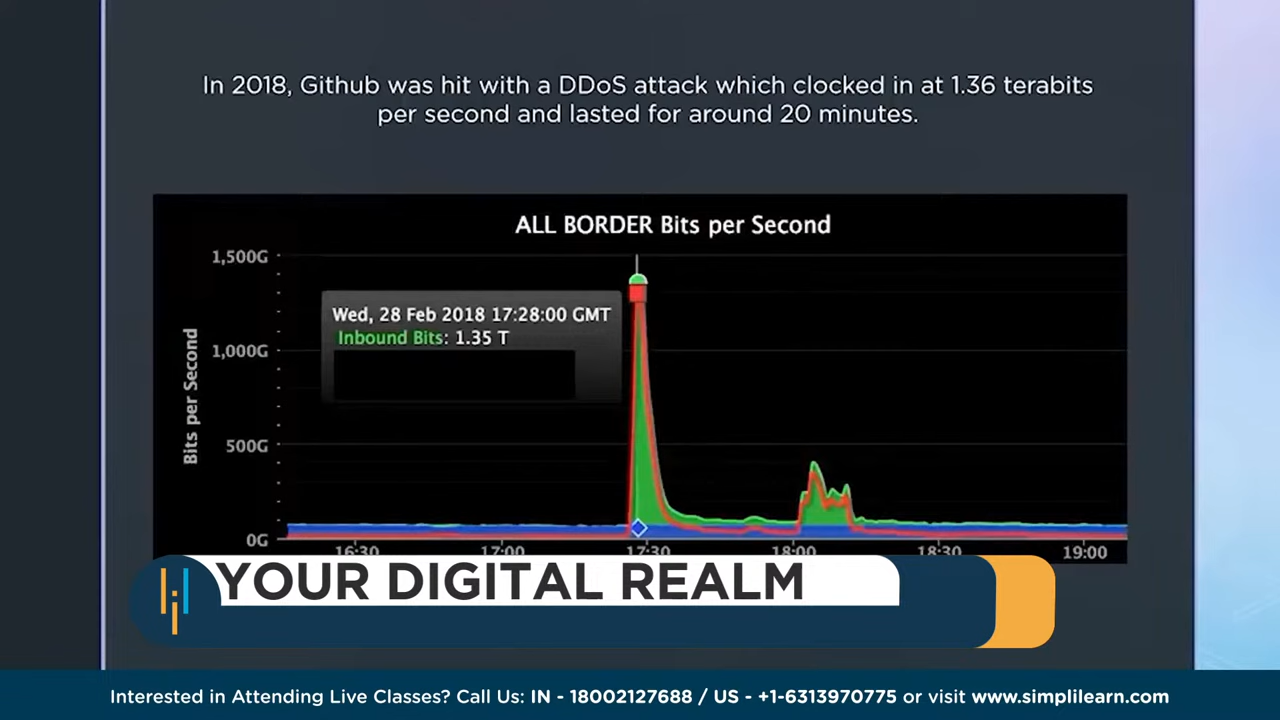 In 2018, Github was hit with a DDoS attack which clocked in at 1.36 terabits
per second and lasted for around 20 minutes.
ALL BORDER Bits per Second
1,500G
Wed, 28 Feb 2018 17:28:00 GMT
Inbound Bits: 1.35 T
1,000G
Bits per Second
500G
0G
16:30 17:00 17:30 18:00 18:30 19:00
YOUR DIGITAL REALM
Interested in Attending Live Classes? Call Us: IN - 18002127688 / US - +1-6313970775 or visit www.simplilearn.com